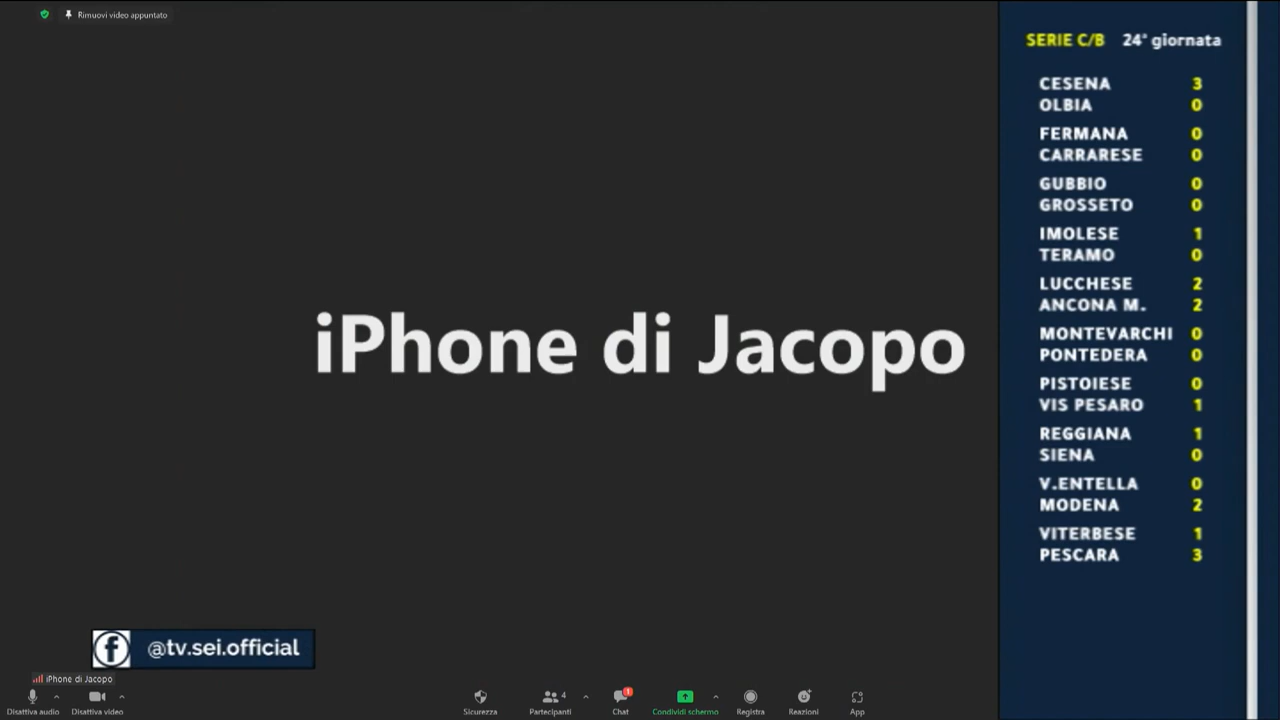 Rimuovi video appuntato
SERIE C/B 24° giornata
CESENA 3
OLBIA 0
FERMANA 0
CARRARESE 0
GUBBIO 0
GROSSETO 0
IMOLESE 1
TERAMO 0
LUCCHESE 2
ANCONA M. 2
MONTEVARCHI 0
PONTEDERA 0
PISTOIESE 0
VIS PESARO 1
REGGIANA 1
SIENA 0
V.ENTELLA 0
MODENA 2
VITERBESE 1
PESCARA 3
iPhone di Jacopo
@tv.sei.official
iPhone di Jacopo
Disattiva audio
Disattiva video
Sicurezza
4
Partecipanti
1
Chat
Condividi schermo
Registra
Reazioni
App